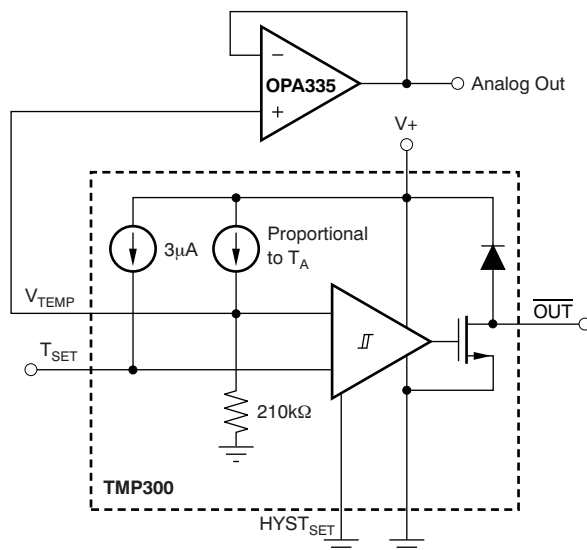 −
OPA335
+
Analog Out
V+
3μA
Proportional
to T_A
V_TEMP
T_SET
OUT
210kΩ
TMP300
HYST_SET